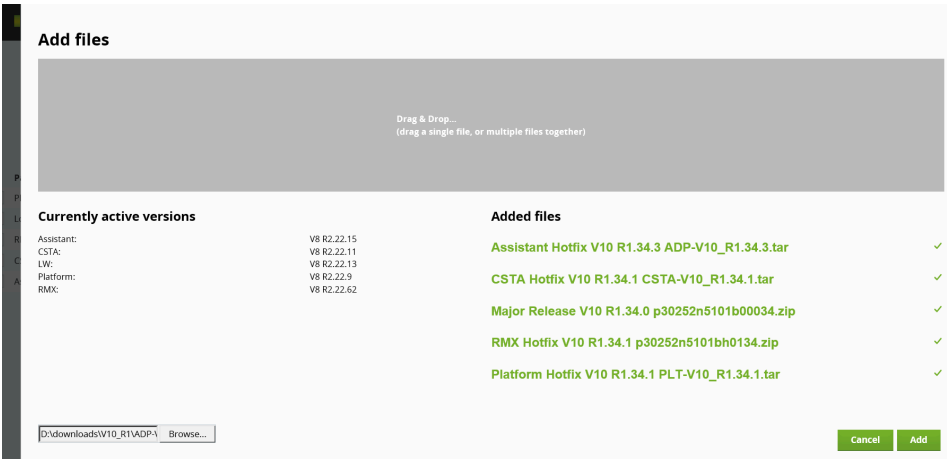 Add files
Drag & Drop...
(drag a single file, or multiple files together)
Currently active versions
Assistant: V8 R2.22.15
CSTA: V8 R2.22.11
LW: V8 R2.22.13
Platform: V8 R2.22.9
RMX: V8 R2.22.62
Added files
Assistant Hotfix V10 R1.34.3 ADP-V10_R1.34.3.tar
CSTA Hotfix V10 R1.34.1 CSTA-V10_R1.34.1.tar
Major Release V10 R1.34.0 p30252n5101b00034.zip
RMX Hotfix V10 R1.34.1 p30252n5101bh0134.zip
Platform Hotfix V10 R1.34.1 PLT-V10_R1.34.1.tar
D:\downloads\V10_R1\ADP-\ Browse...
Cancel Add